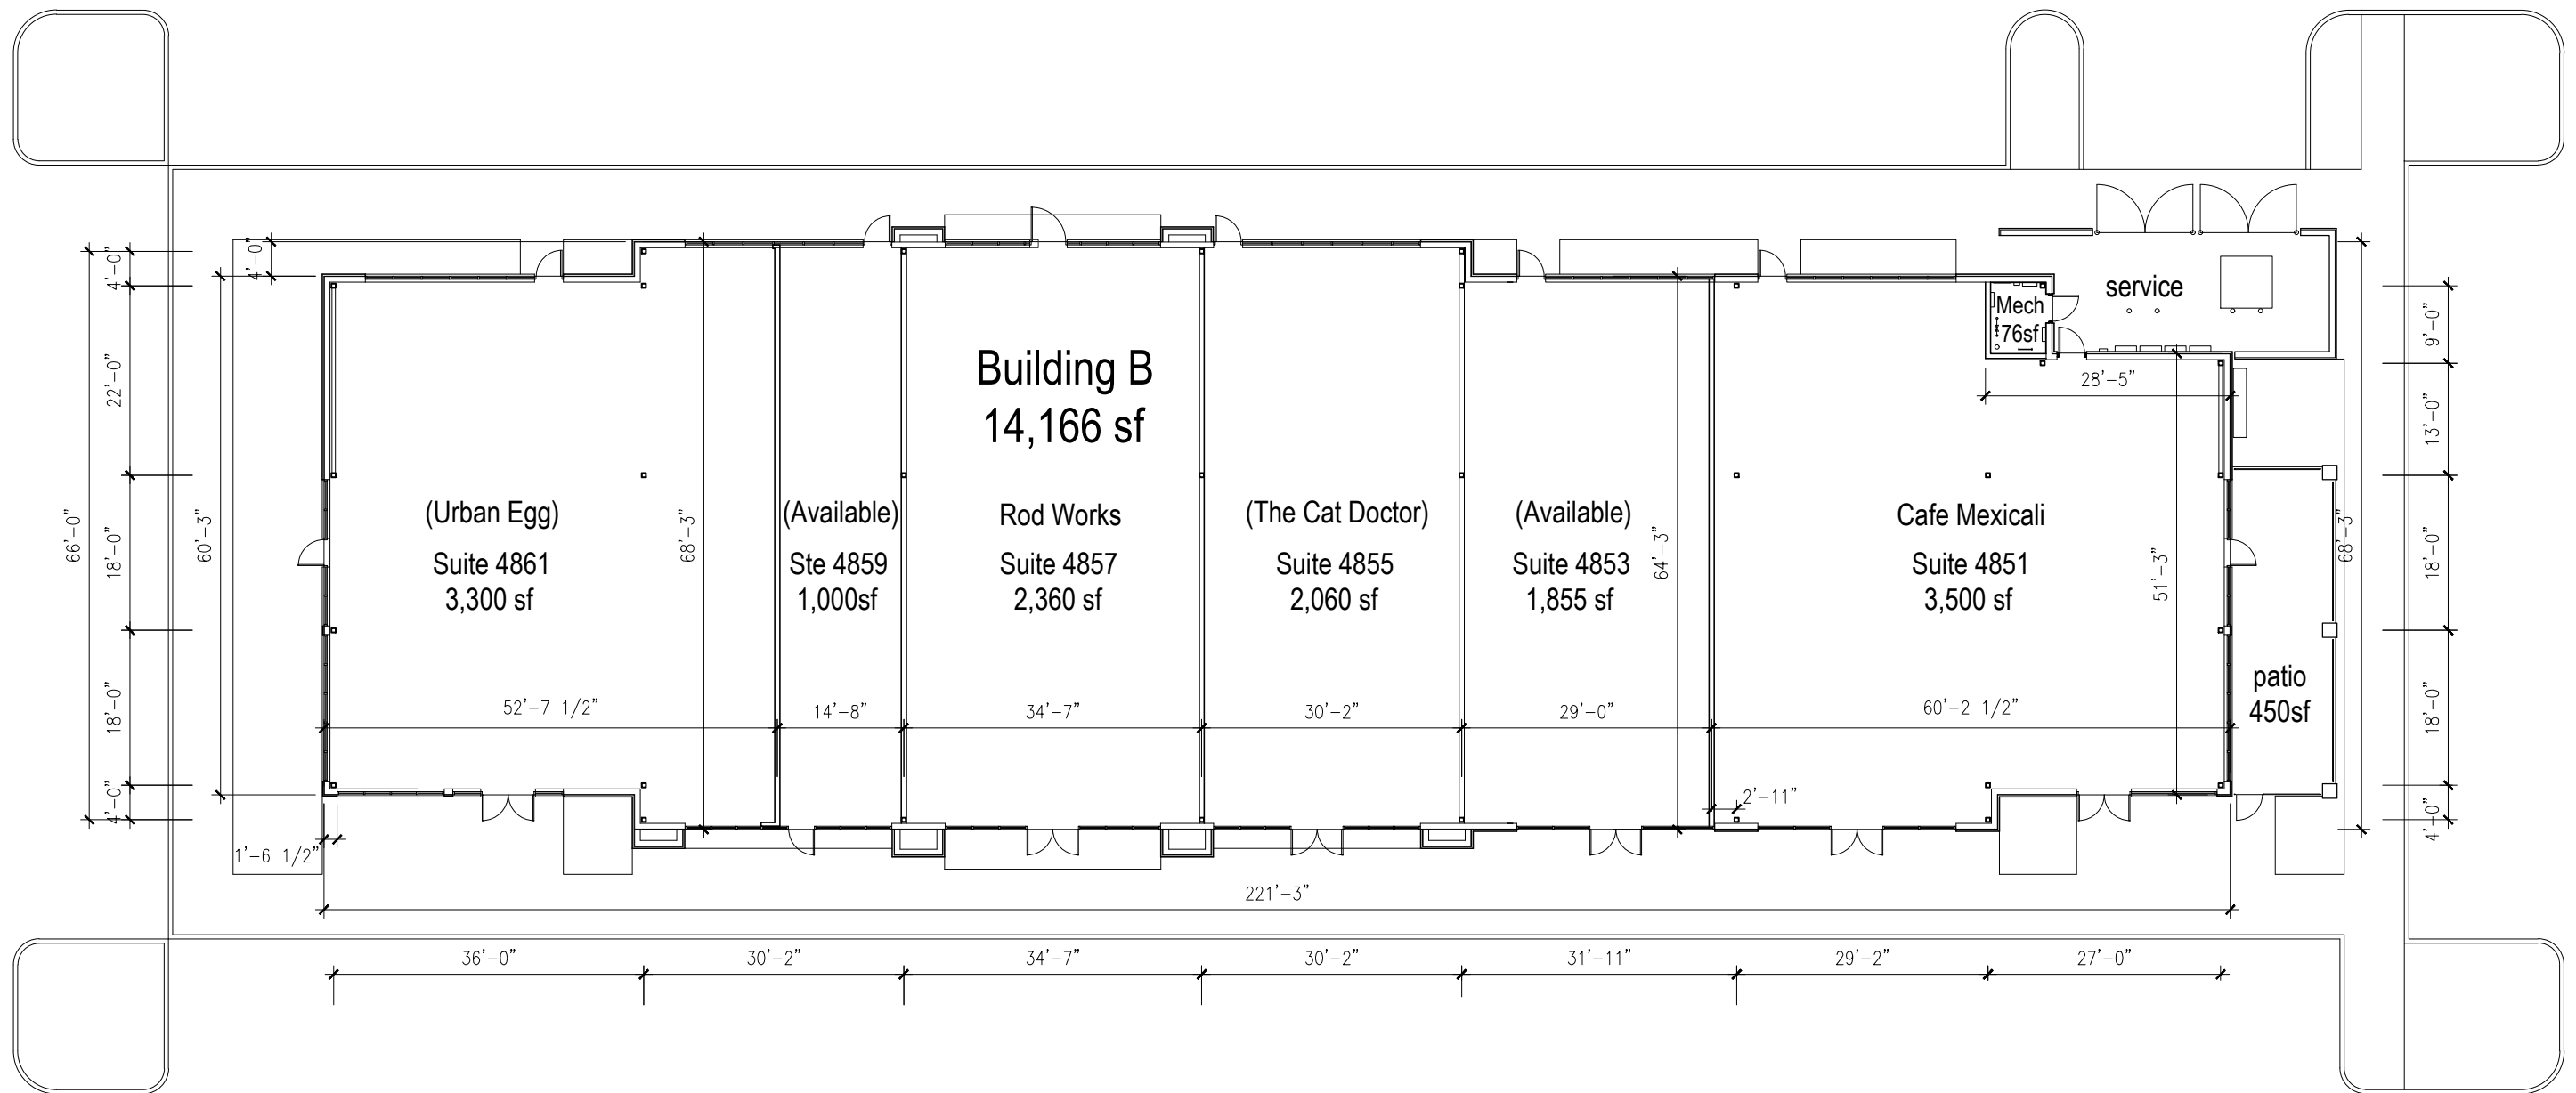 4'-0"
4'-0"
22'-0"
66'-0"
60'-3"
18'-0"
18'-0"
4'-0"
1'-6 1/2"
(Urban Egg)
Suite 4861
3,300 sf
52'-7 1/2"
68'-3"
(Available)
Ste 4859
1,000sf
14'-8"
Building B
14,166 sf
Rod Works
Suite 4857
2,360 sf
34'-7"
(The Cat Doctor)
Suite 4855
2,060 sf
30'-2"
(Available)
Suite 4853
1,855 sf
29'-0"
64'-3"
2'-11"
Cafe Mexicali
Suite 4851
3,500 sf
60'-2 1/2"
51'-3"
Mech
76sf
service
28'-5"
patio
450sf
68'-3"
9'-0"
13'-0"
18'-0"
18'-0"
4'-0"
221'-3"
36'-0"
30'-2"
34'-7"
30'-2"
31'-11"
29'-2"
27'-0"